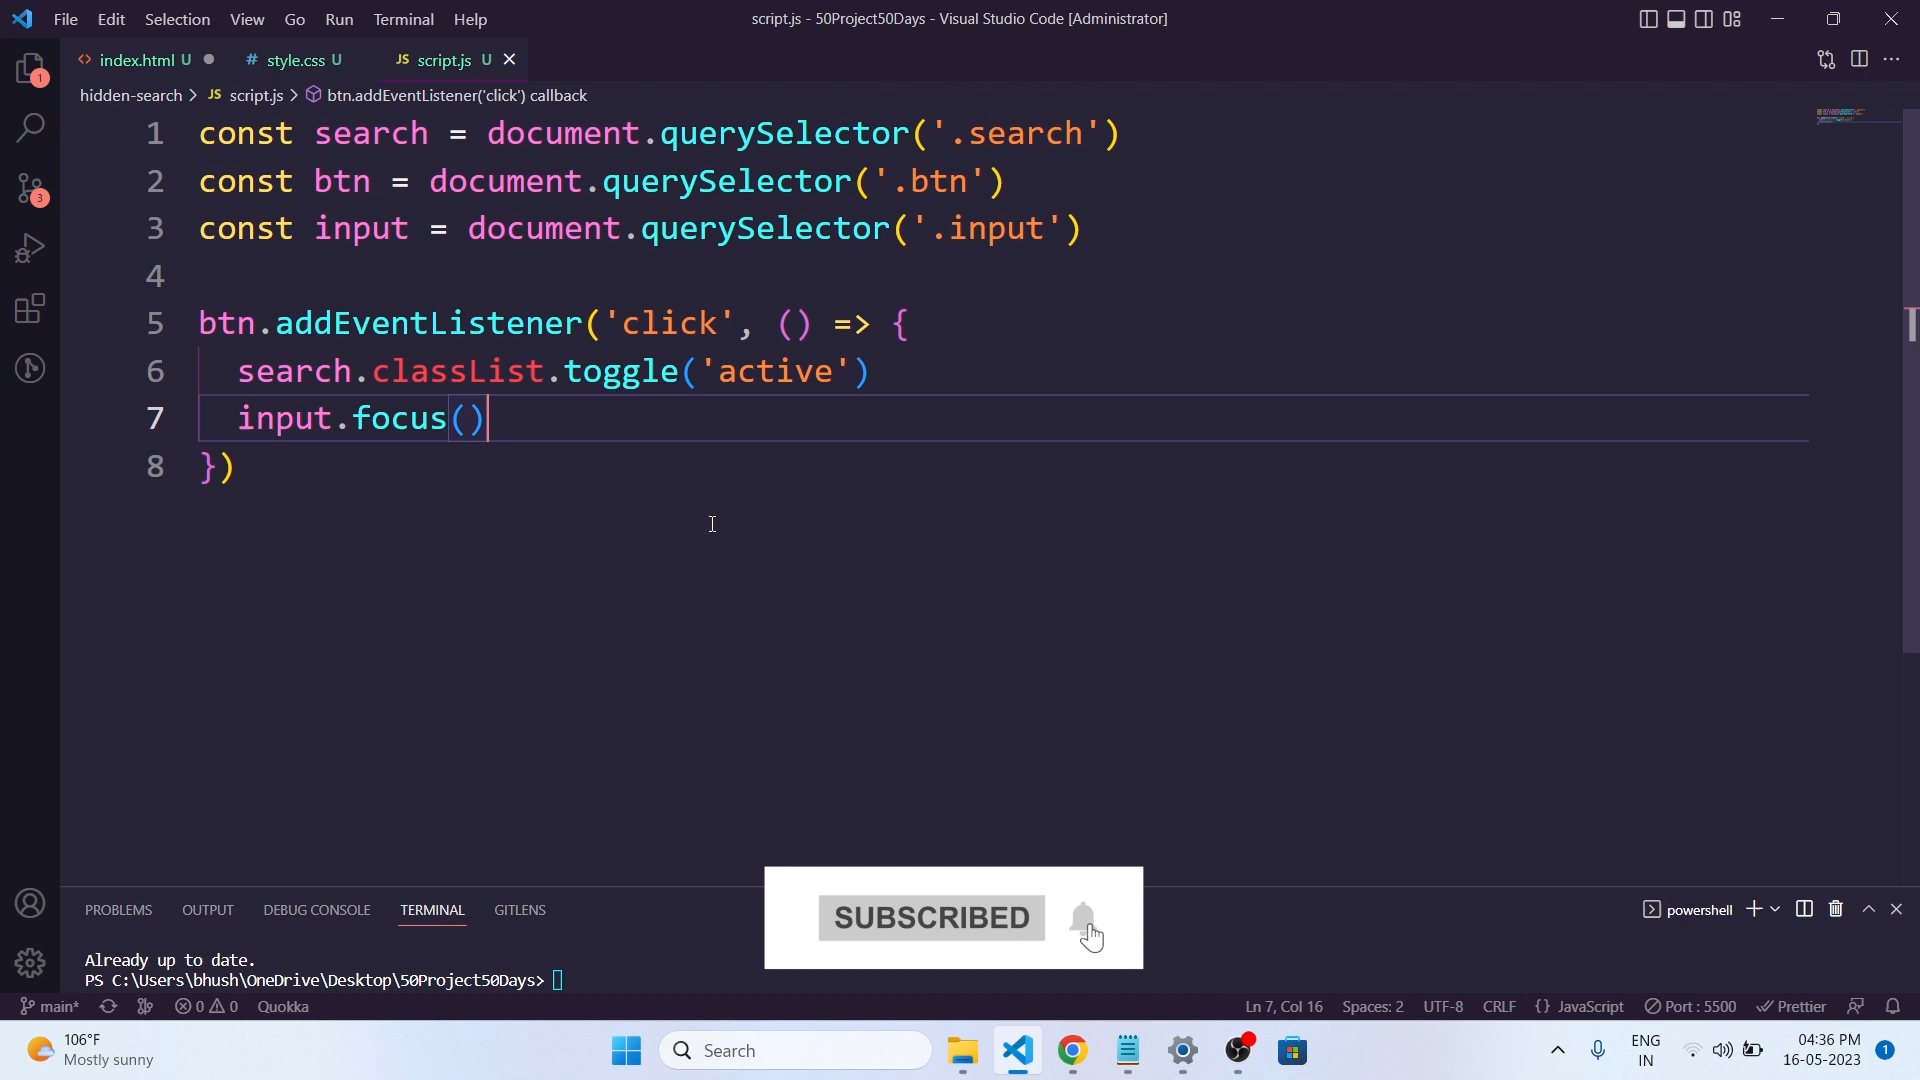 File Edit Selection View Go Run Terminal Help
script.js - 50Project50Days - Visual Studio Code [Administrator]
<> index.html U
# style.css U
JS script.js U
1
hidden-search > JS script.js > btn.addEventListener('click') callback
1 const search = document.querySelector('.search')
2 const btn = document.querySelector('.btn')
3 const input = document.querySelector('.input')
4
5 btn.addEventListener('click', () => {
6 search.classList.toggle('active')
7 input.focus()
8 })
3
PROBLEMS OUTPUT DEBUG CONSOLE TERMINAL GITLENS
powershell
SUBSCRIBED
Already up to date.
PS C:\Users\bhush\OneDrive\Desktop\50Project50Days>
main* 0 0 Quokka
Ln 7, Col 16 Spaces: 2 UTF-8 CRLF {} JavaScript Port : 5500 Prettier
106°F
Mostly sunny
Search
ENG
IN
04:36 PM
16-05-2023
1